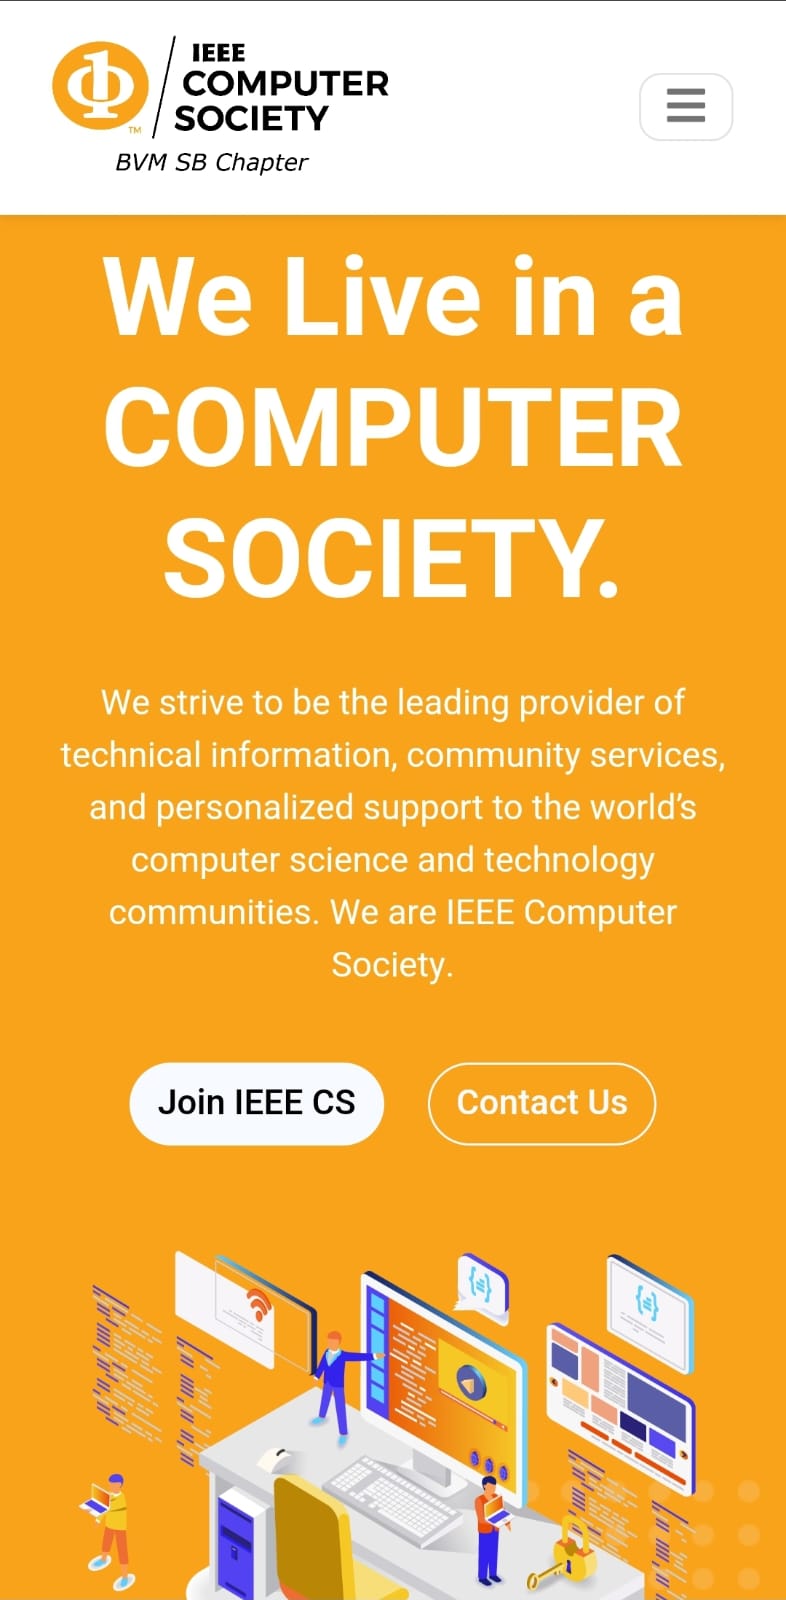 IEEE
COMPUTER
SOCIETY
TM
BVM SB Chapter
We Live in a
COMPUTER
SOCIETY.
We strive to be the leading provider of
technical information, community services,
and personalized support to the world’s
computer science and technology
communities. We are IEEE Computer
Society.
Join IEEE CS
Contact Us